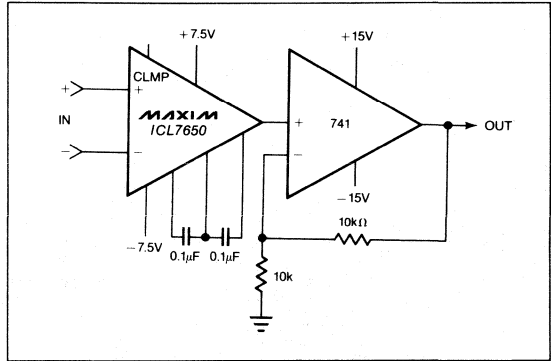 +7.5V
+15V
CLMP
+
+
MAXIM
ICL7650
IN
+
741
OUT
−
−
−
−15V
−7.5V
10kΩ
0.1μF
0.1μF
10k